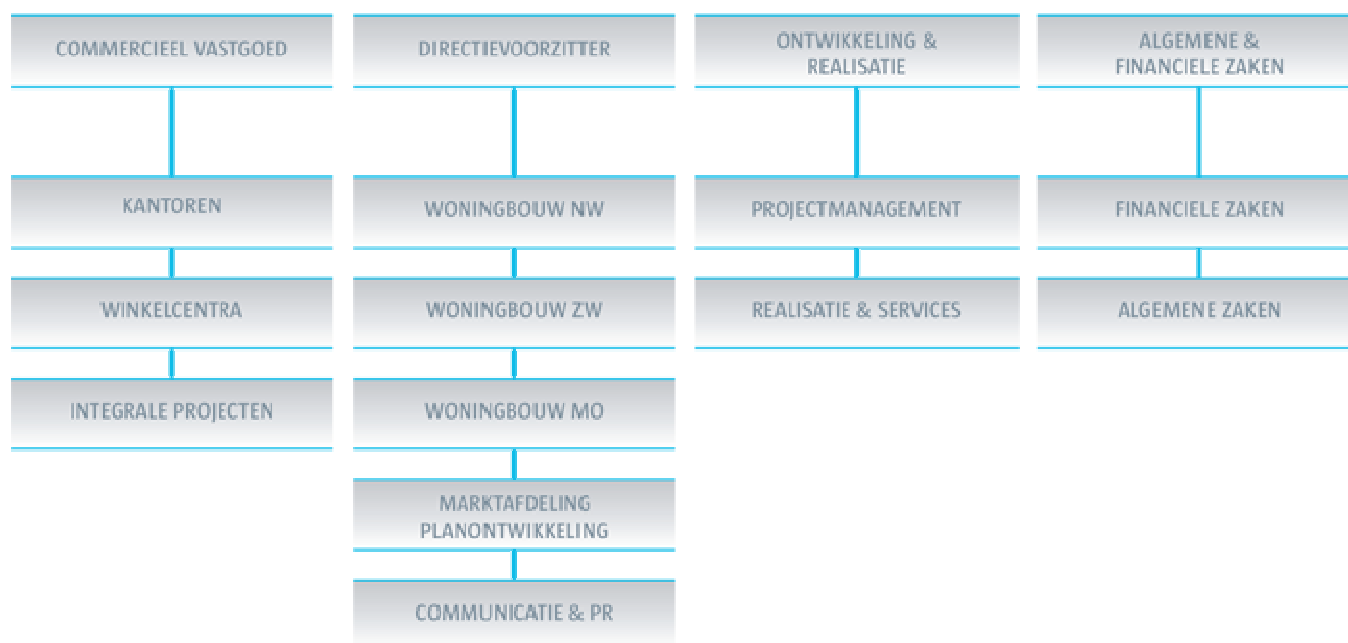 COMMERCIEEL VASTGOED
DIRECTIEVOORZITTER
ONTWIKKELING &
REALISATIE
ALGEMENE &
FINANCIELE ZAKEN
KANTOREN
WONINGBOUW NW
PROJECTMANAGEMENT
FINANCIELE ZAKEN
WINKELCENTRA
WONINGBOUW ZW
REALISATIE & SERVICES
ALGEMENE ZAKEN
INTEGRALE PROJECTEN
WONINGBOUW MO
MARKTAFDELING
PLANONTWIKKELING
COMMUNICATIE & PR